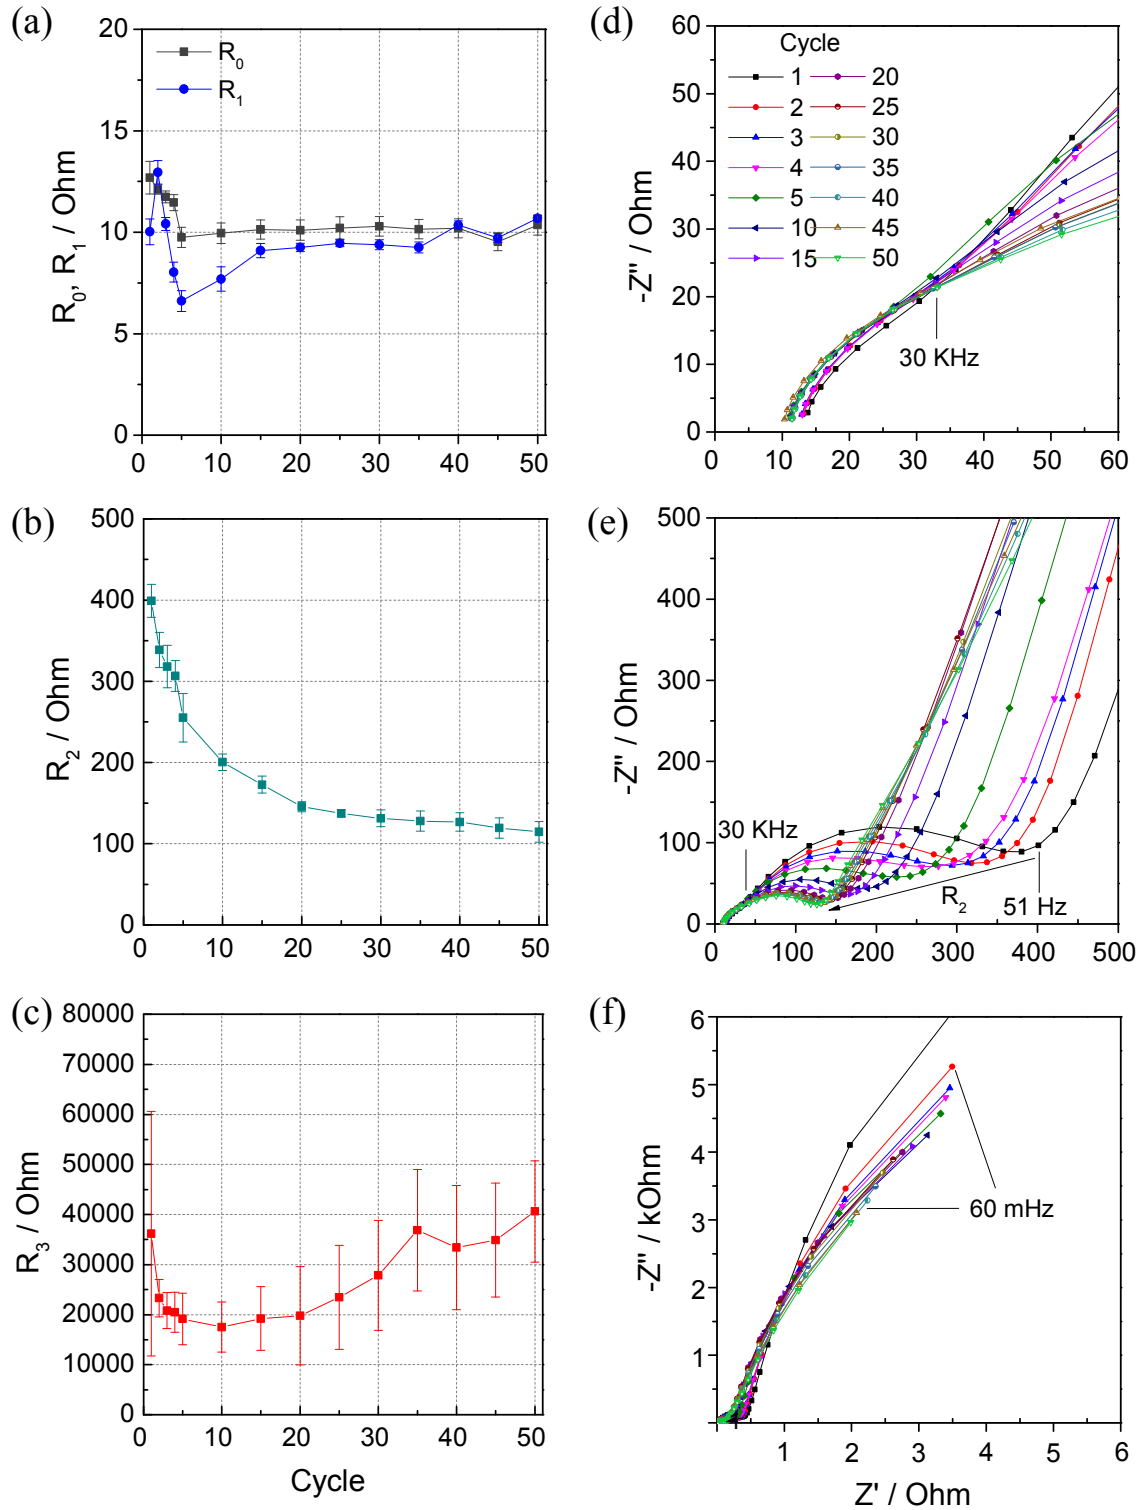 (a)
20
15
10
5
0
R0
R1
R0, R1 / Ohm
0 10 20 30 40 50
(b)
500
400
300
200
100
0
R2 / Ohm
0 10 20 30 40 50
(c)
80000
70000
60000
50000
40000
30000
20000
10000
0
R3 / Ohm
0 10 20 30 40 50
Cycle
(d)
60
50
40
30
20
10
0
-Z'' / Ohm
Cycle
1 20
2 25
3 30
4 35
5 40
10 45
15 50
30 KHz
0 10 20 30 40 50 60
(e)
500
400
300
200
100
0
-Z'' / Ohm
30 KHz
R2
51 Hz
0 100 200 300 400 500
(f)
6
5
4
3
2
1
-Z'' / kOhm
60 mHz
1 2 3 4 5 6
Z' / Ohm